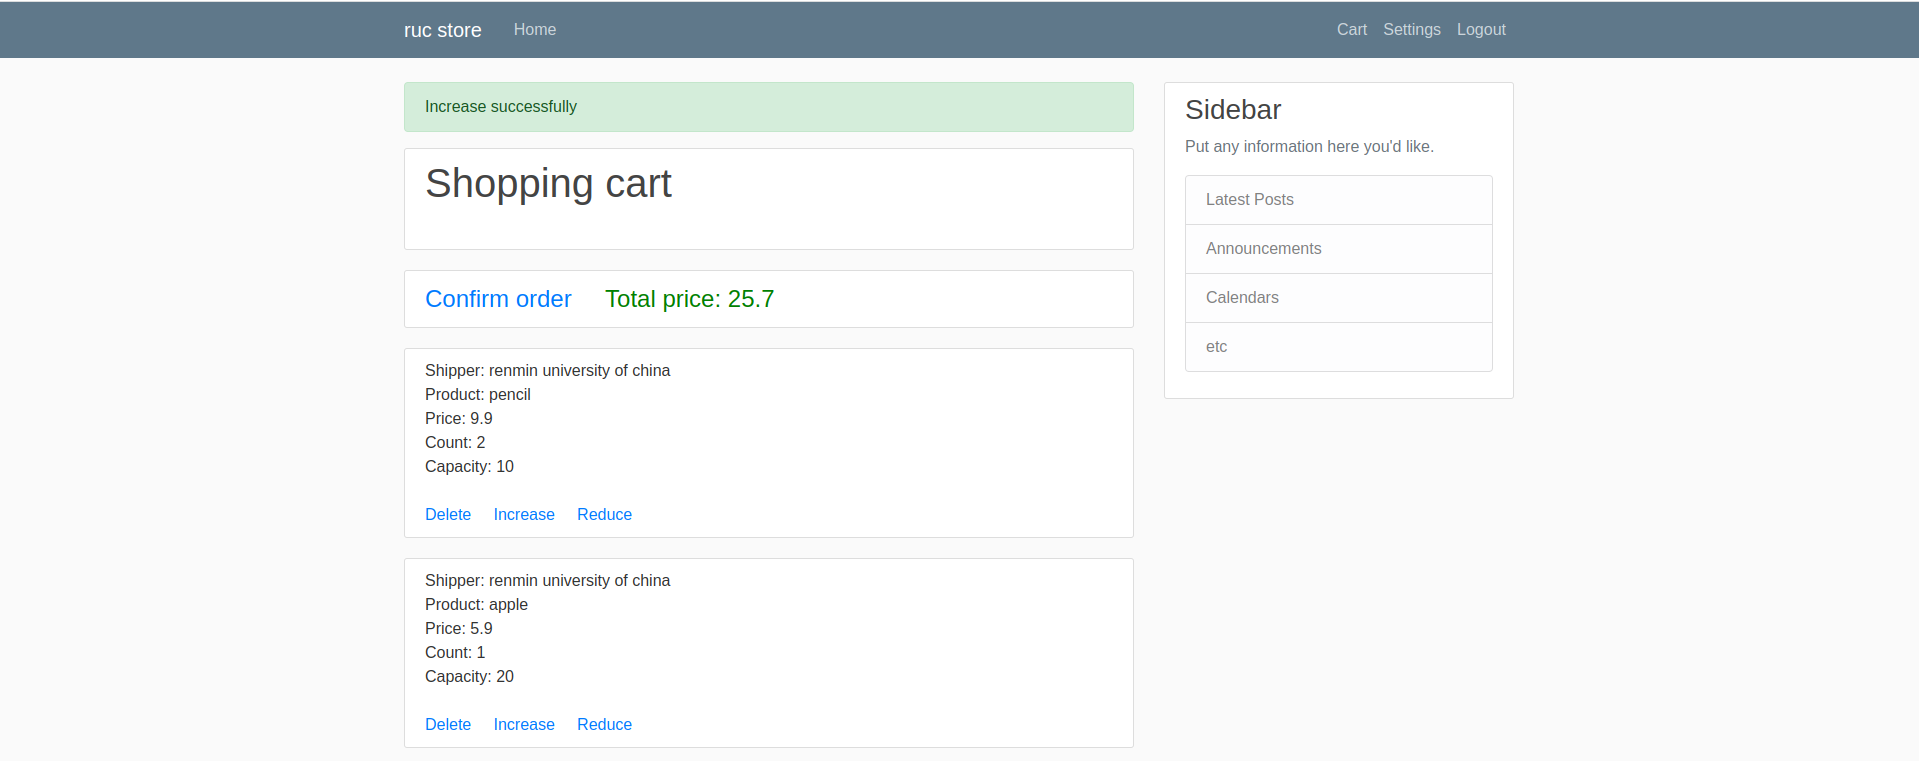 ruc store Home Cart Settings Logout
Increase successfully
Shopping cart
Confirm order Total price: 25.7
Shipper: renmin university of china
Product: pencil
Price: 9.9
Count: 2
Capacity: 10
Delete Increase Reduce
Shipper: renmin university of china
Product: apple
Price: 5.9
Count: 1
Capacity: 20
Delete Increase Reduce
Sidebar
Put any information here you'd like.
Latest Posts
Announcements
Calendars
etc